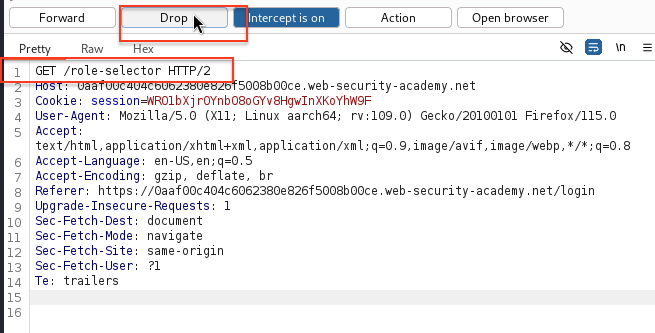 Forward Drop Intercept is on Action Open browser
Pretty Raw Hex \n
1 GET /role-selector HTTP/2
2 Host: 0aaf00c404c6062380e826f5008b00ce.web-security-academy.net
3 Cookie: session=WRO1bXjrOYnbO8oGYv8HgwInXKoYhW9F
4 User-Agent: Mozilla/5.0 (X11; Linux aarch64; rv:109.0) Gecko/20100101 Firefox/115.0
5 Accept:
text/html,application/xhtml+xml,application/xml;q=0.9,image/avif,image/webp,*/*;q=0.8
6 Accept-Language: en-US,en;q=0.5
7 Accept-Encoding: gzip, deflate, br
8 Referer: https://0aaf00c404c6062380e826f5008b00ce.web-security-academy.net/login
9 Upgrade-Insecure-Requests: 1
10 Sec-Fetch-Dest: document
11 Sec-Fetch-Mode: navigate
12 Sec-Fetch-Site: same-origin
13 Sec-Fetch-User: ?1
14 Te: trailers
15
16